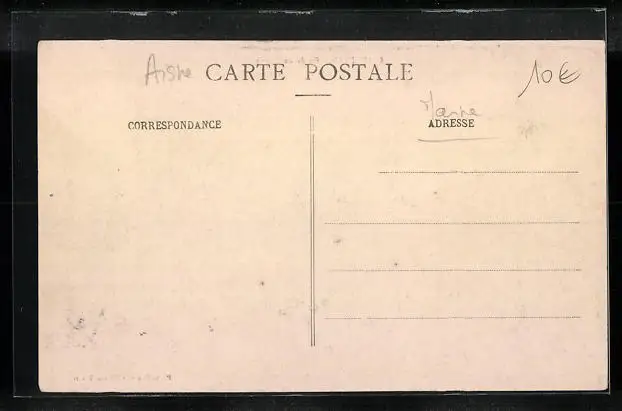 Aisne CARTE POSTALE 10€
Marne
CORRESPONDANCE ADRESSE